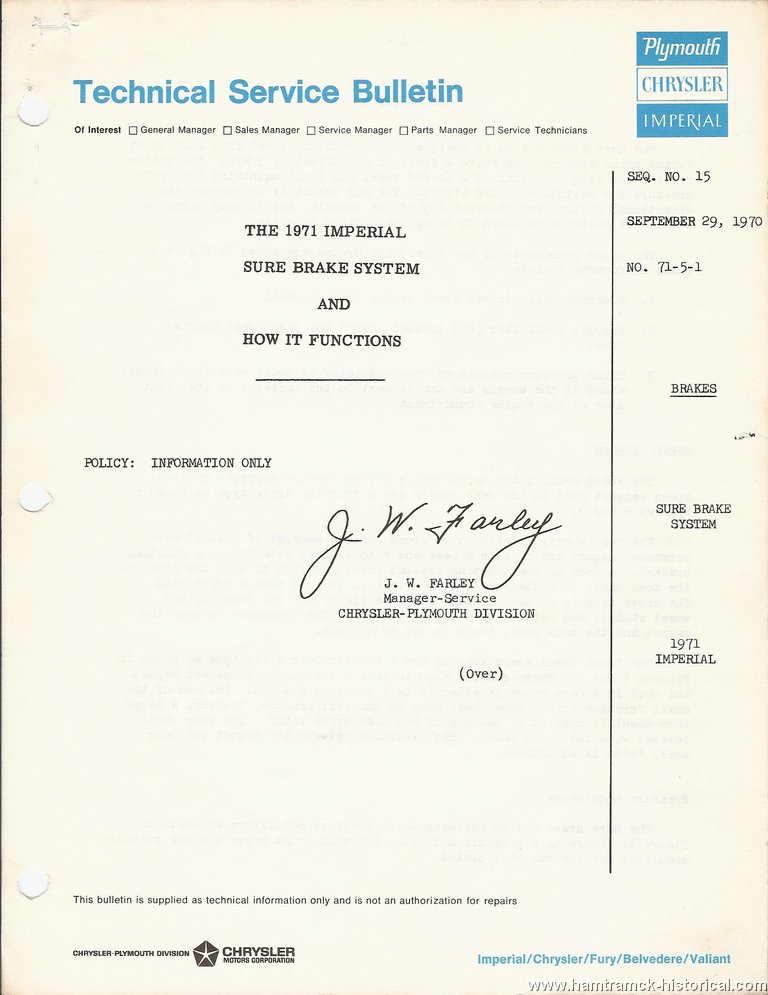 Plymouth
CHRYSLER
IMPERIAL
Technical Service Bulletin
Of Interest □ General Manager □ Sales Manager □ Service Manager □ Parts Manager □ Service Technicians
SEQ. NO. 15
SEPTEMBER 29, 1970
NO. 71-5-1
THE 1971 IMPERIAL
SURE BRAKE SYSTEM
AND
HOW IT FUNCTIONS
BRAKES
POLICY: INFORMATION ONLY
SURE BRAKE
SYSTEM
J. W. Farley
J. W. FARLEY
Manager-Service
CHRYSLER-PLYMOUTH DIVISION
1971
IMPERIAL
(Over)
This bulletin is supplied as technical information only and is not an authorization for repairs
CHRYSLER-PLYMOUTH DIVISION CHRYSLER
MOTORS CORPORATION
Imperial/Chrysler/Fury/Belvedere/Valiant
www.hamtramck-historical.com